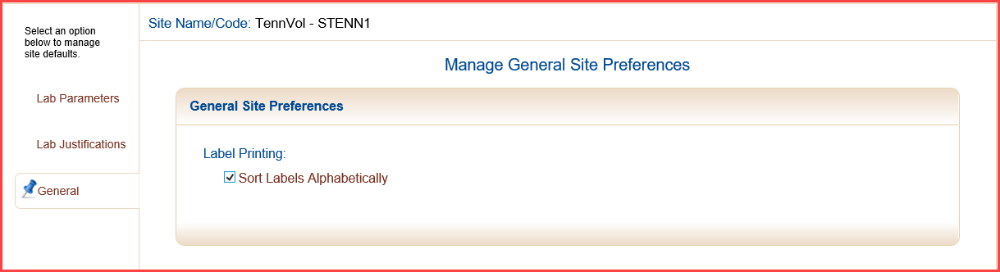 Select an option
below to manage
site defaults.
Lab Parameters
Lab Justifications
General
Site Name/Code: TennVol - STENN1
Manage General Site Preferences
General Site Preferences
Label Printing:
Sort Labels Alphabetically